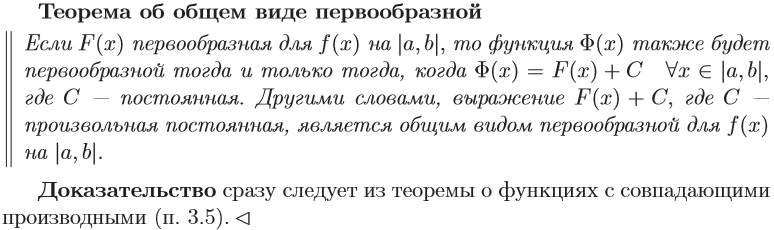 Теорема об общем виде первообразной
Если F(x) первообразная для f(x) на |a, b|, то функция Φ(x) также будет
первообразной тогда и только тогда, когда Φ(x) = F(x) + C ∀x ∈ |a, b|,
где C — постоянная. Другими словами, выражение F(x) + C, где C —
произвольная постоянная, является общим видом первообразной для f(x)
на |a, b|.
Доказательство сразу следует из теоремы о функциях с совпадающими
производными (п. 3.5). ◁